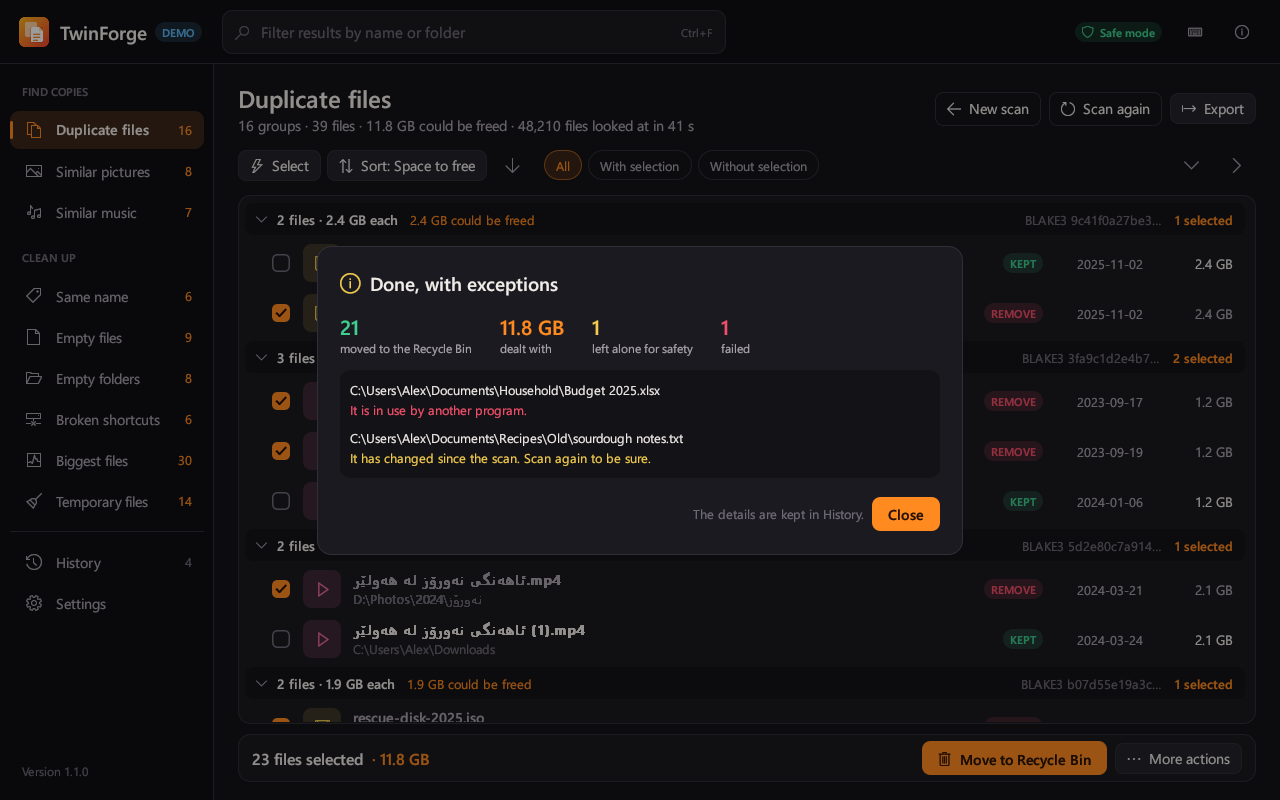 TwinForge DEMO
Filter results by name or folder Ctrl+F
Safe mode
FIND COPIES
Duplicate files 16
Similar pictures 8
Similar music 7
CLEAN UP
Same name 6
Empty files 9
Empty folders 8
Broken shortcuts 6
Biggest files 30
Temporary files 14
History 4
Settings
Version 1.1.0
Duplicate files
16 groups · 39 files · 11.8 GB could be freed · 48,210 files looked at in 41 s
New scan Scan again Export
Select Sort: Space to free All With selection Without selection
2 files · 2.4 GB each 2.4 GB could be freed BLAKE3 9c41f0a27be3... 1 selected
KEPT 2025-11-02 2.4 GB
REMOVE 2025-11-02 2.4 GB
3 files BLAKE3 3fa9c1d2e4b7... 2 selected
REMOVE 2023-09-17 1.2 GB
REMOVE 2023-09-19 1.2 GB
KEPT 2024-01-06 1.2 GB
2 files BLAKE3 5d2e80c7a914... 1 selected
ئاهەنگی نەورۆز لە هەولێر.mp4 REMOVE 2024-03-21 2.1 GB
D:\Photos\2024\نەورۆز
ئاهەنگی نەورۆز لە هەولێر (1).mp4 KEPT 2024-03-24 2.1 GB
C:\Users\Alex\Downloads
2 files · 1.9 GB each 1.9 GB could be freed BLAKE3 b07d55e19a3c... 1 selected
rescue-disk-2025.iso
23 files selected · 11.8 GB Move to Recycle Bin More actions
Done, with exceptions
21 11.8 GB 1 1
moved to the Recycle Bin dealt with left alone for safety failed
C:\Users\Alex\Documents\Household\Budget 2025.xlsx
It is in use by another program.
C:\Users\Alex\Documents\Recipes\Old\sourdough notes.txt
It has changed since the scan. Scan again to be sure.
The details are kept in History. Close